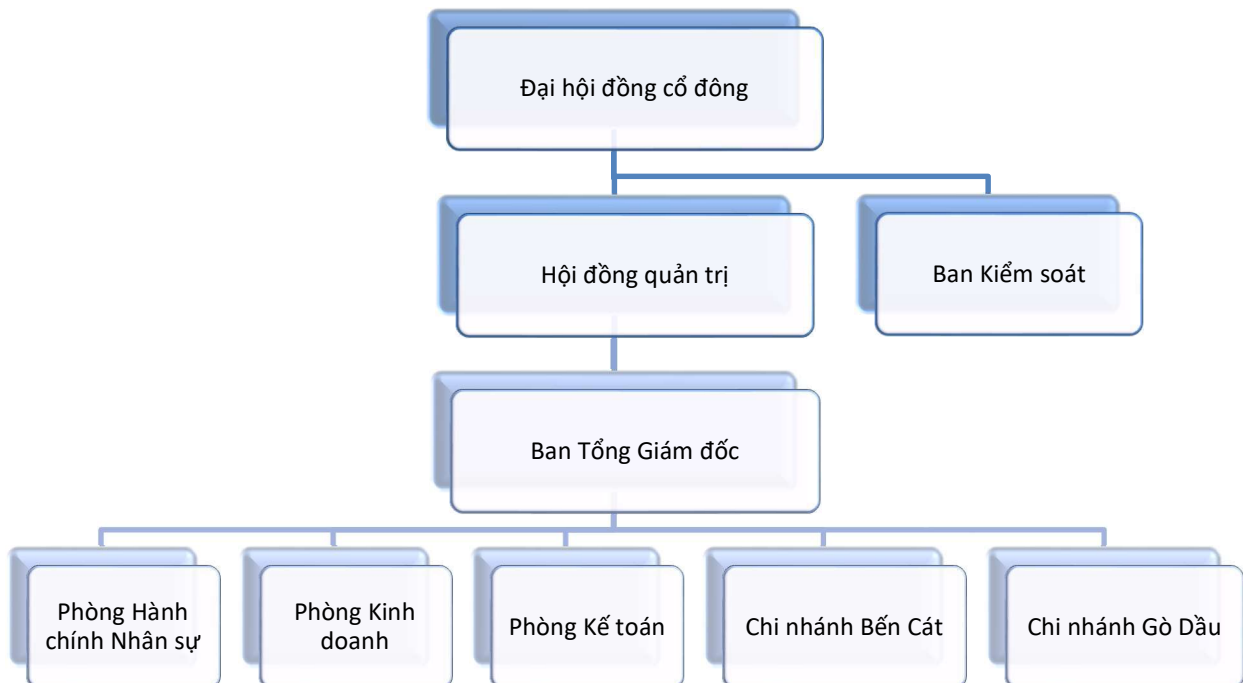 Đại hội đồng cổ đông
Hội đồng quản trị
Ban Kiểm soát
Ban Tổng Giám đốc
Phòng Hành
chính Nhân sự
Phòng Kinh
doanh
Phòng Kế toán
Chi nhánh Bến Cát
Chi nhánh Gò Dầu